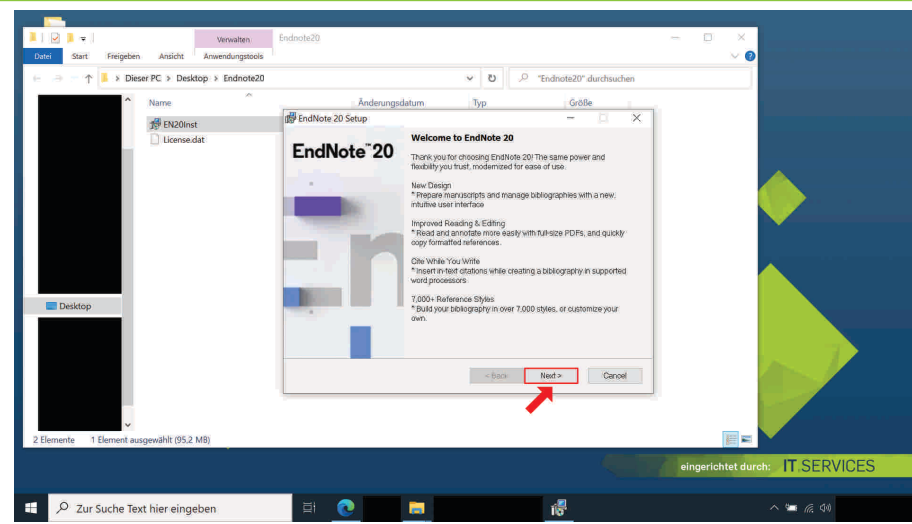 Verwalten
Endnote20
Datei Start Freigeben Ansicht Anwendungstools
Dieser PC > Desktop > Endnote20
"Endnote20" durchsuchen
Name Änderungsdatum Typ Größe
EN20Inst
License.dat
Desktop
2 Elemente 1 Element ausgewählt (95,2 MB)
EndNote 20 Setup
EndNote™20
Welcome to EndNote 20
Thank you for choosing EndNote 20! The same power and
flexibility you trust, modernized for ease of use.
New Design
* Prepare manuscripts and manage bibliographies with a new,
intuitive user interface
Improved Reading & Editing
* Read and annotate more easily with full-size PDFs, and quickly
copy formatted references.
Cite While You Write
* Insert in-text citations while creating a bibliography in supported
word processors.
7,000+ Reference Styles
* Build your bibliography in over 7,000 styles, or customize your
own.
< Back Next > Cancel
eingerichtet durch: IT.SERVICES
Zur Suche Text hier eingeben